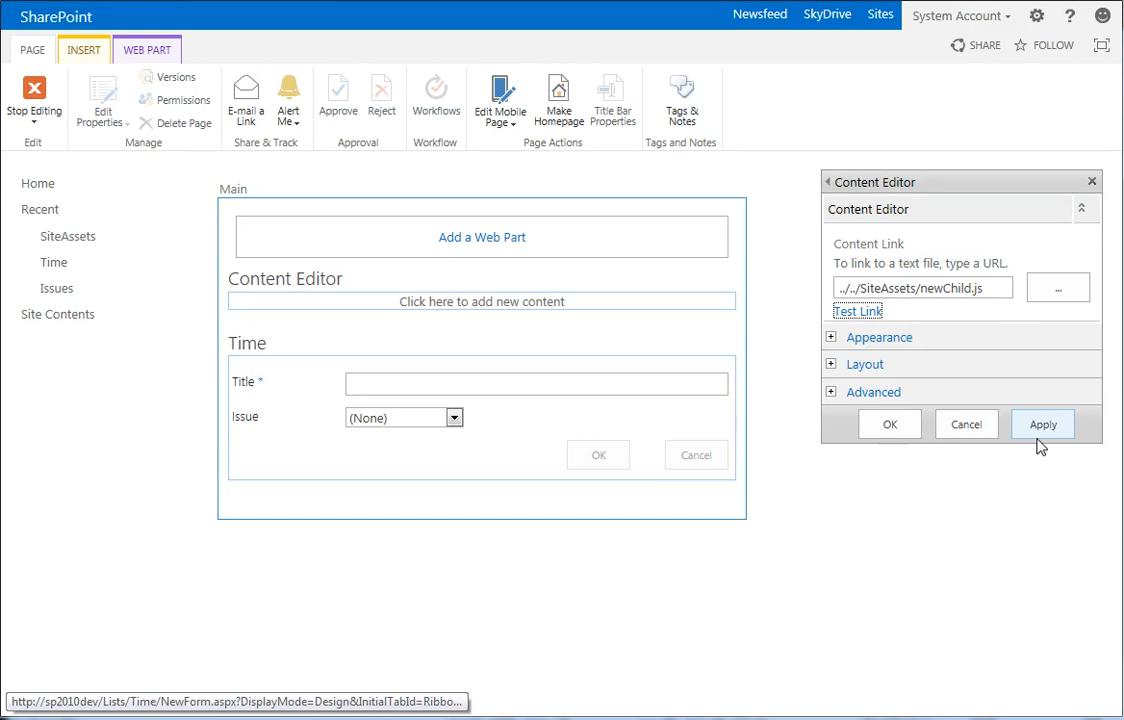 SharePoint
Newsfeed SkyDrive Sites System Account ?
PAGE INSERT WEB PART SHARE FOLLOW
Stop Editing
Edit Properties
Versions
Permissions
Delete Page
E-mail a Link
Alert Me
Approve
Reject
Workflows
Edit Mobile Page
Make Homepage
Title Bar Properties
Tags & Notes
Edit Manage Share & Track Approval Workflow Page Actions Tags and Notes
Home
Recent
SiteAssets
Time
Issues
Site Contents
Main
Add a Web Part
Content Editor
Click here to add new content
Time
Title *
Issue (None)
OK Cancel
Content Editor
Content Editor
Content Link
To link to a text file, type a URL.
../../SiteAssets/newChild.js ...
Test Link
Appearance
Layout
Advanced
OK Cancel Apply
http://sp2010dev/Lists/Time/NewForm.aspx?DisplayMode=Design&InitialTabId=Ribbo...